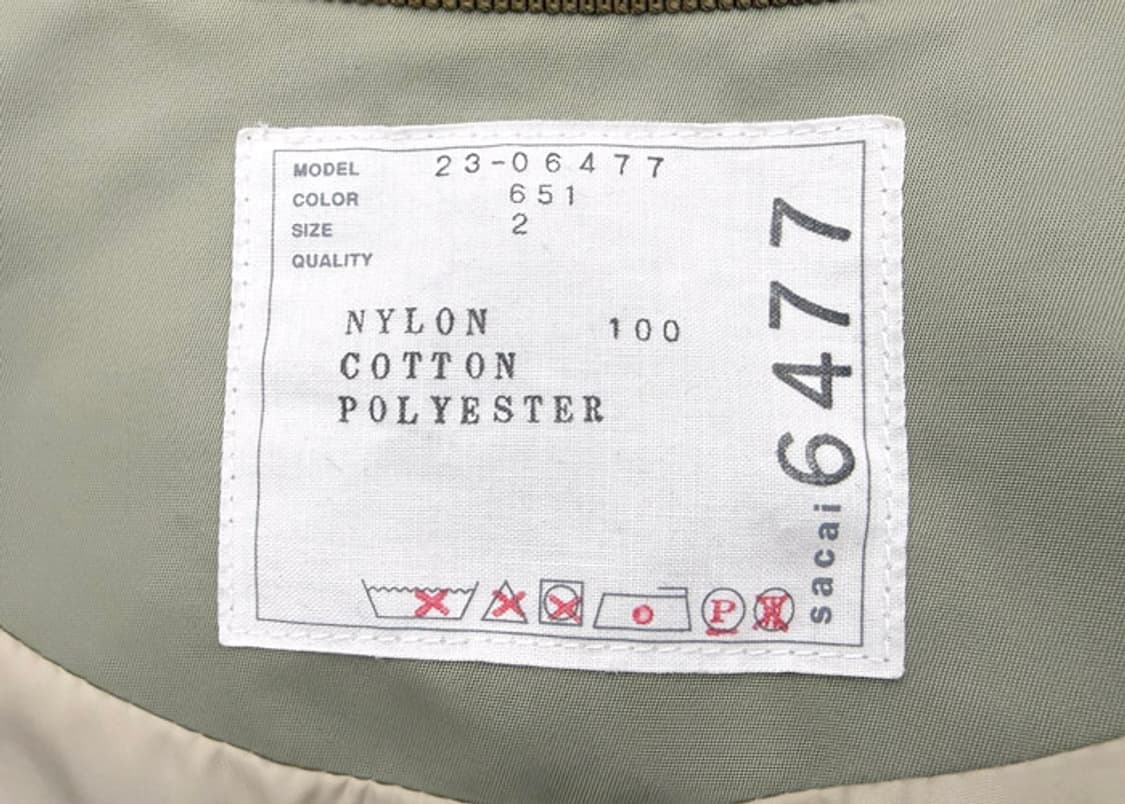 MODEL 23-06477
COLOR 651
SIZE 2
QUALITY
NYLON 100
COTTON
POLYESTER
P
W
sacai 6477